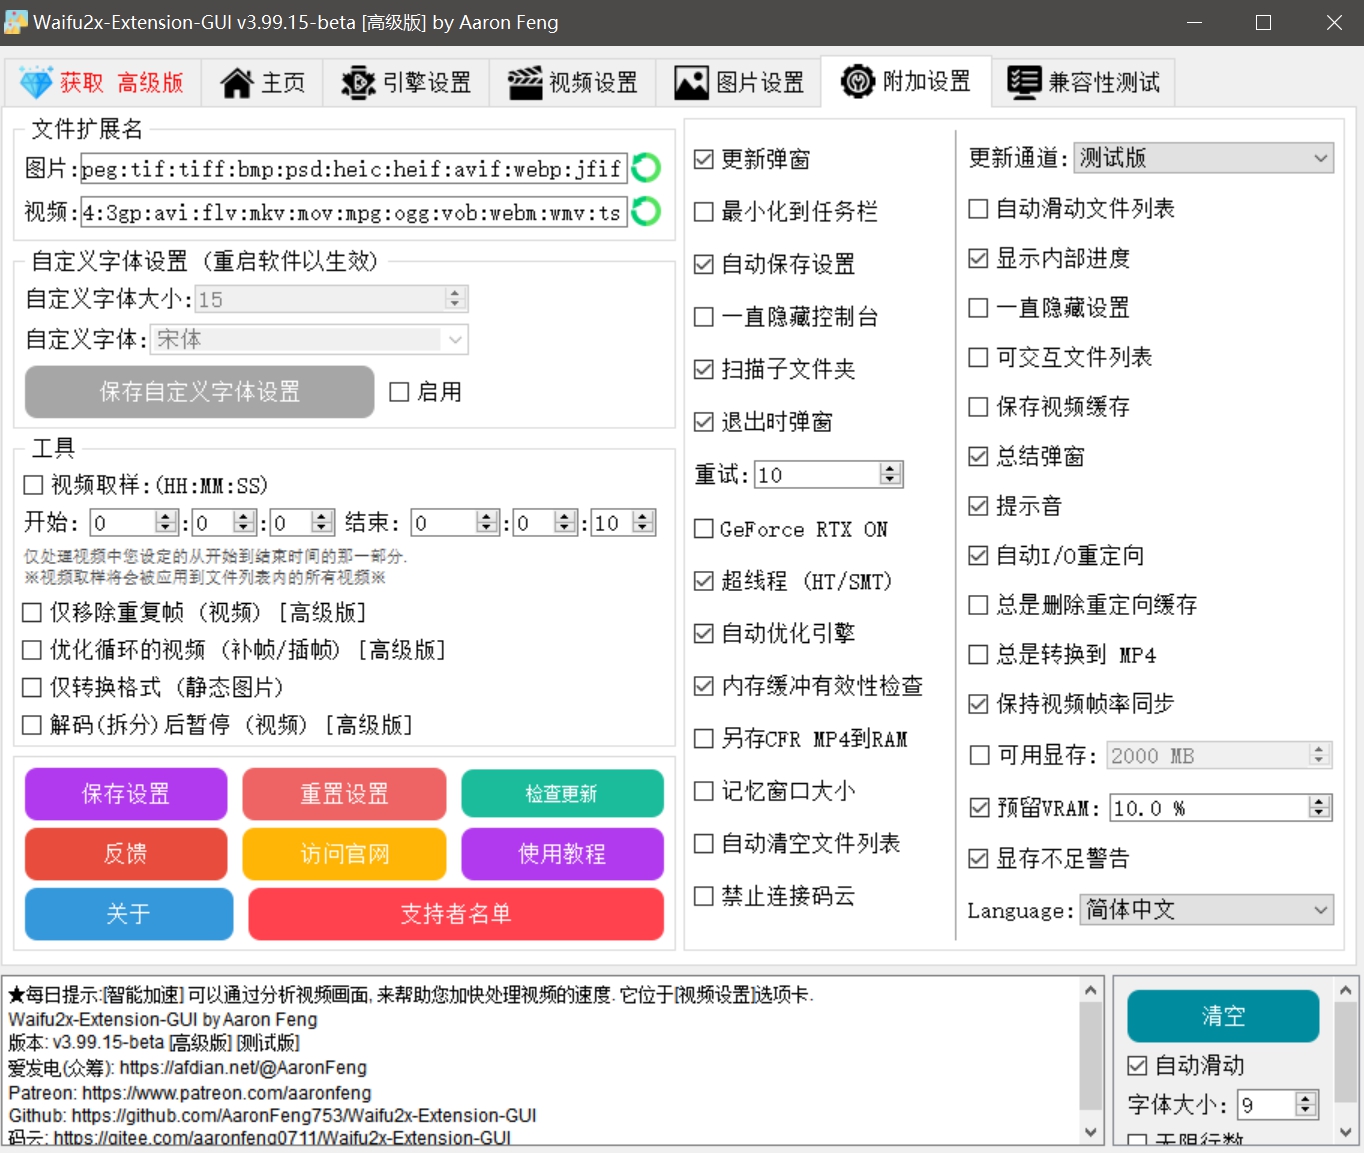 Waifu2x-Extension-GUI v3.99.15-beta [高级版] by Aaron Feng
获取 高级版
主页
引擎设置
视频设置
图片设置
附加设置
兼容性测试
文件扩展名
图片: peg:tif:tiff:bmp:psd:heic:heif:avif:webp:jfif
视频: 4:3gp:avi:flv:mkv:mov:mpg:ogg:vob:webm:wmv:ts
自定义字体设置 (重启软件以生效)
自定义字体大小: 15
自定义字体: 宋体
保存自定义字体设置
启用
工具
视频取样:(HH:MM:SS)
开始: 0 : 0 : 0 结束: 0 : 0 : 10
仅处理视频中您设定的从开始到结束时间的那一部分.
※视频取样将会被应用到文件列表内的所有视频※
仅移除重复帧 (视频) [高级版]
优化循环的视频 (补帧/插帧) [高级版]
仅转换格式 (静态图片)
解码(拆分)后暂停 (视频) [高级版]
保存设置
重置设置
检查更新
反馈
访问官网
使用教程
关于
支持者名单
更新弹窗
最小化到任务栏
自动保存设置
一直隐藏控制台
扫描子文件夹
退出时弹窗
重试: 10
GeForce RTX ON
超线程 (HT/SMT)
自动优化引擎
内存缓冲有效性检查
另存CFR MP4到RAM
记忆窗口大小
自动清空文件列表
禁止连接码云
更新通道: 测试版
自动滑动文件列表
显示内部进度
一直隐藏设置
可交互文件列表
保存视频缓存
总结弹窗
提示音
自动I/O重定向
总是删除重定向缓存
总是转换到 MP4
保持视频帧率同步
可用显存: 2000 MB
预留VRAM: 10.0 %
显存不足警告
Language: 简体中文
★每日提示:[智能加速] 可以通过分析视频画面, 来帮助您加快处理视频的速度. 它位于[视频设置]选项卡.
Waifu2x-Extension-GUI by Aaron Feng
版本: v3.99.15-beta [高级版] [测试版]
爱发电(众筹): https://afdian.net/@AaronFeng
Patreon: https://www.patreon.com/aaronfeng
Github: https://github.com/AaronFeng753/Waifu2x-Extension-GUI
码云: https://gitee.com/aaronfeng0711/Waifu2x-Extension-GUI
清空
自动滑动
字体大小: 9
无限行数